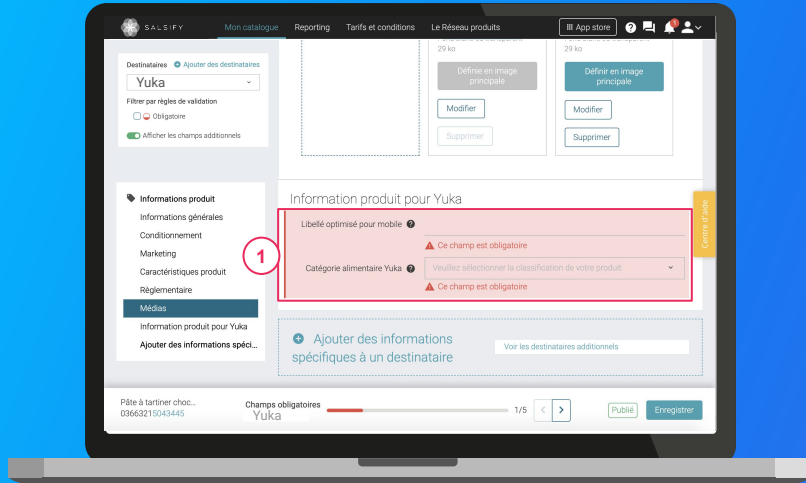 SALSIFY
Mon catalogue
Reporting
Tarifs et conditions
Le Réseau produits
App store
1
29 ko
29 ko
Destinataires
Ajouter des destinataires
Yuka
Filtrer par règles de validation
Obligatoire
Afficher les champs additionnels
Définie en image
principale
Modifier
Supprimer
Définir en image
principale
Modifier
Supprimer
Informations produit
Informations générales
Conditionnement
Marketing
Caractéristiques produit
Règlementaire
Médias
Information produit pour Yuka
Ajouter des informations spéci...
Information produit pour Yuka
1
Libellé optimisé pour mobile
Ce champ est obligatoire
Catégorie alimentaire Yuka
Veuillez sélectionner la classification de votre produit
Ce champ est obligatoire
Centre d'aide
Ajouter des informations
spécifiques à un destinataire
Voir les destinataires additionnels
Pâte à tartiner choc...
03663215043445
Champs obligatoires
Yuka
1/5
Publié
Enregistrer